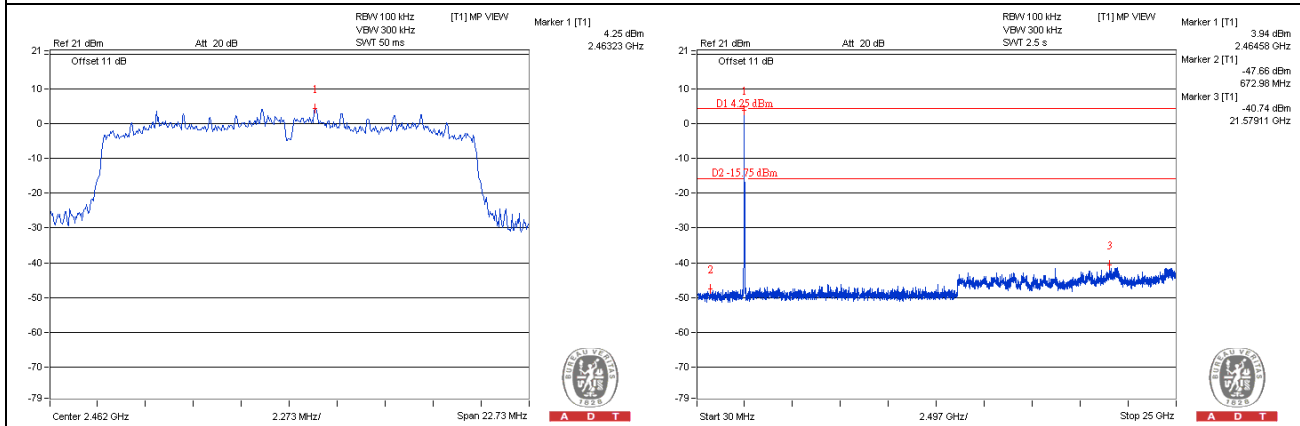 RBW 100 kHz [T1] MP VIEW
VBW 300 kHz
Ref 21 dBm Att 20 dB SWT 50 ms
Marker 1 [T1]
4.25 dBm
2.46323 GHz
21
Offset 11 dB
10
0
-10
-20
-30
-40
-50
-60
-70
-79
1
Center 2.462 GHz 2.273 MHz/ Span 22.73 MHz
BUREAU VERITAS
1828
A D T
RBW 100 kHz [T1] MP VIEW
VBW 300 kHz
Ref 21 dBm Att 20 dB SWT 2.5 s
Marker 1 [T1]
3.94 dBm
2.46458 GHz
Marker 2 [T1]
-47.66 dBm
672.98 MHz
Marker 3 [T1]
-40.74 dBm
21.57911 GHz
21
Offset 11 dB
10
0
-10
-20
-30
-40
-50
-60
-70
-79
1
D1 4.25 dBm
D2 -15.75 dBm
2
3
Start 30 MHz 2.497 GHz/ Stop 25 GHz
BUREAU VERITAS
1828
A D T